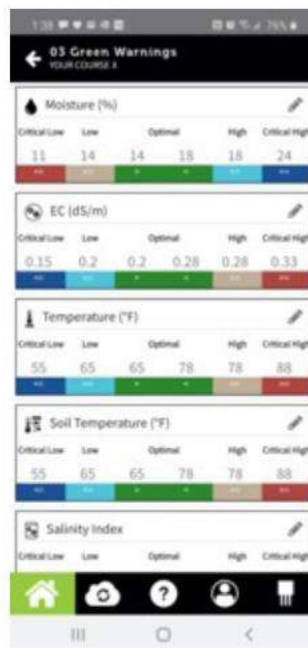 1:38 79%
03 Green Warnings
YOUR COURSE X
Moisture (%)
Critical Low Low Optimal High Critical High
11 14 14 18 18 24
EC (dS/m)
Critical Low Low Optimal High Critical High
0.15 0.2 0.2 0.28 0.28 0.33
Temperature (°F)
Critical Low Low Optimal High Critical High
55 65 65 78 78 88
Soil Temperature (°F)
Critical Low Low Optimal High Critical High
55 65 65 78 78 88
Salinity Index
Critical Low Low Optimal High Critical High
?